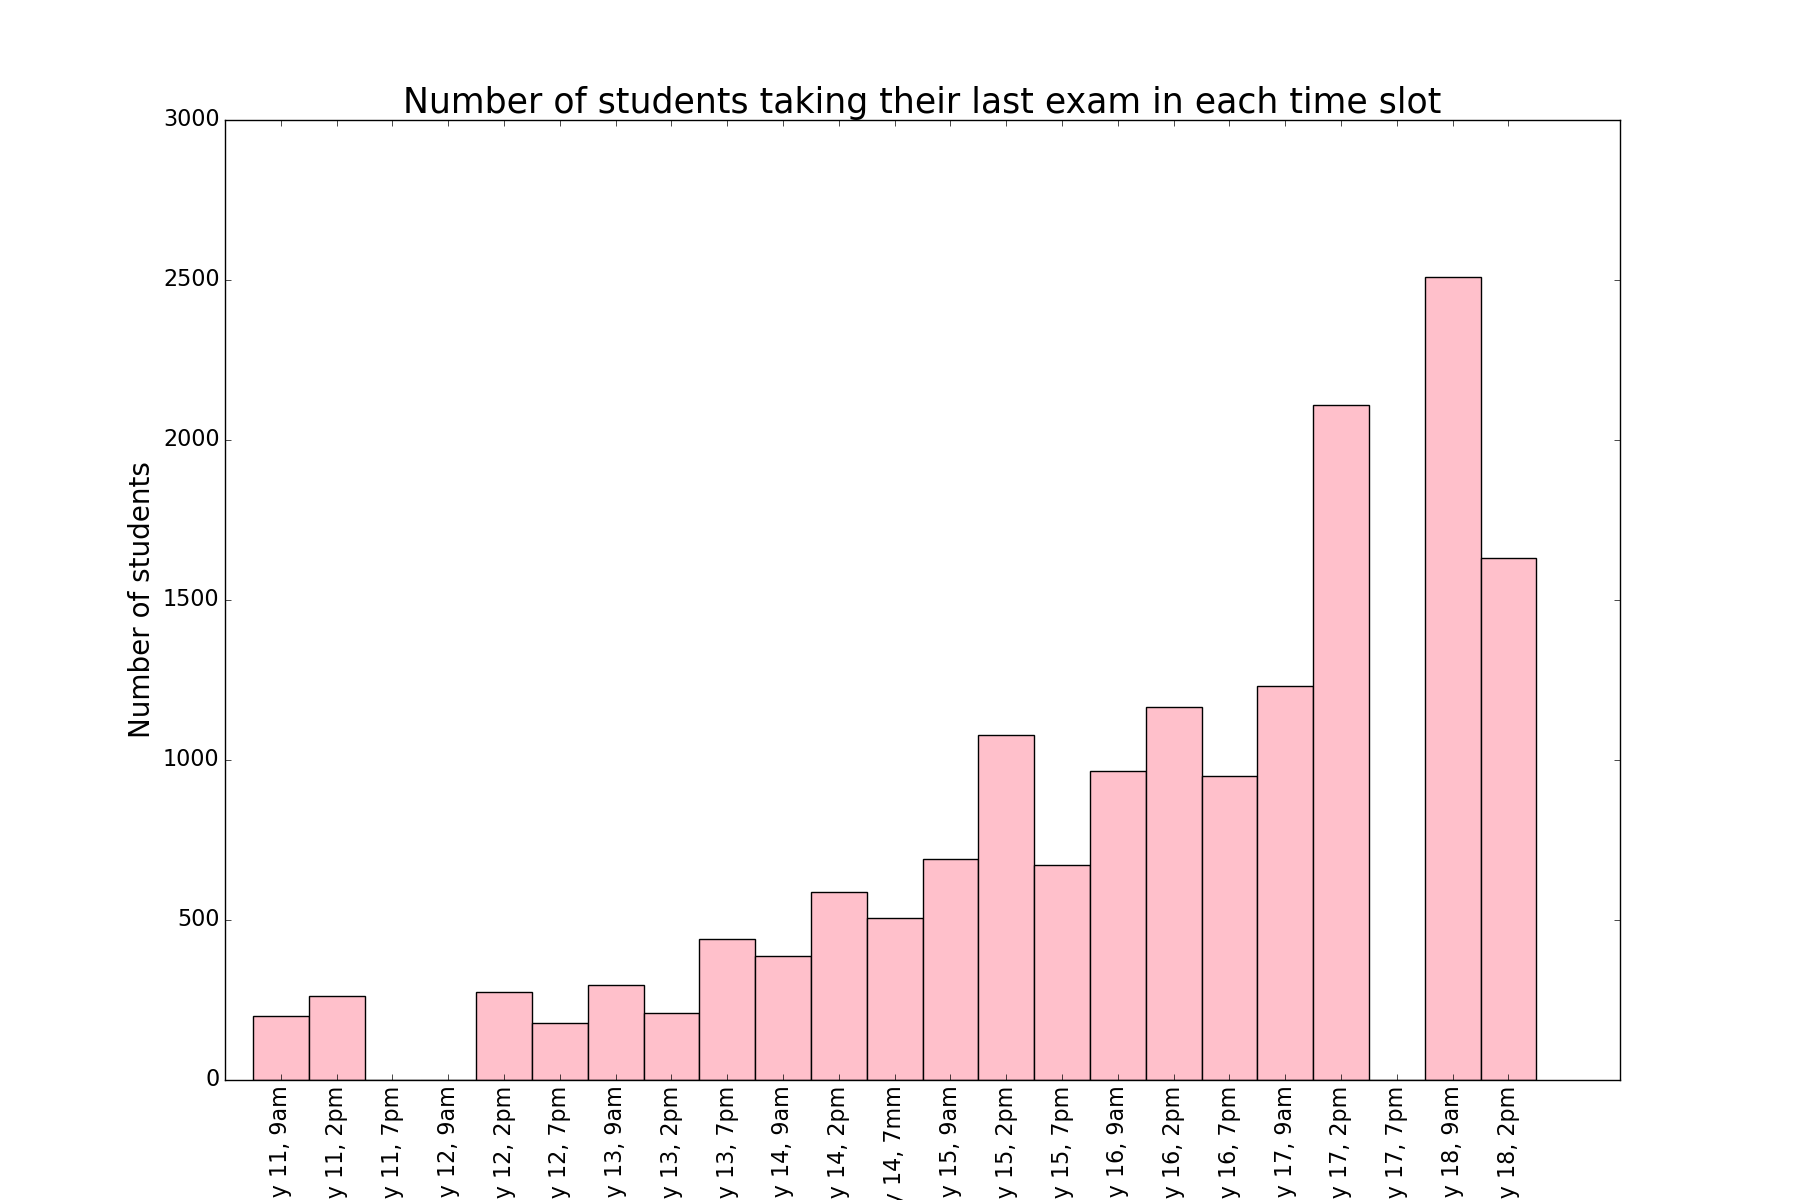 Number of students taking their last exam in each time slot
3000
2500
2000
1500
1000
500
0
Number of students
y 11, 9am
y 11, 2pm
y 11, 7pm
y 12, 9am
y 12, 2pm
y 12, 7pm
y 13, 9am
y 13, 2pm
y 13, 7pm
y 14, 9am
y 14, 2pm
y 14, 7mm
y 15, 9am
y 15, 2pm
y 15, 7pm
y 16, 9am
y 16, 2pm
y 16, 7pm
y 17, 9am
y 17, 2pm
y 17, 7pm
y 18, 9am
y 18, 2pm